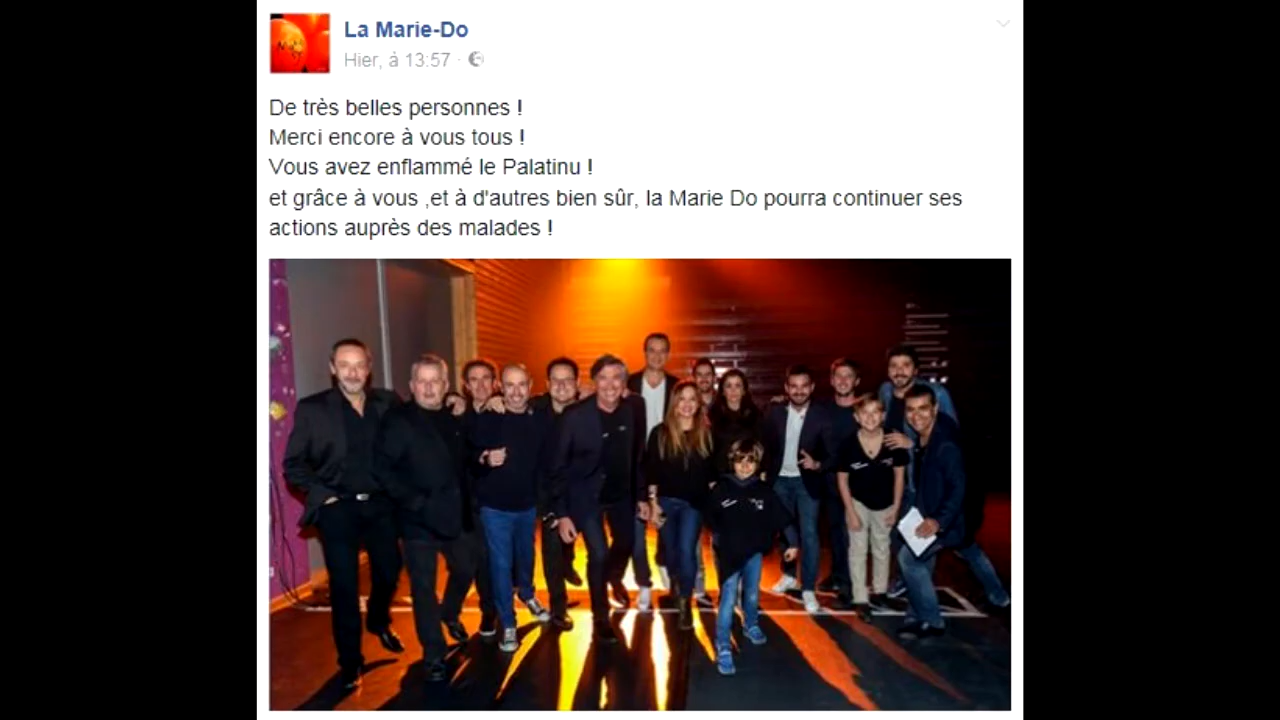 La Marie-Do
Hier, à 13:57 ·
De très belles personnes !
Merci encore à vous tous !
Vous avez enflammé le Palatinu !
et grâce à vous ,et à d'autres bien sûr, la Marie Do pourra continuer ses
actions auprès des malades !